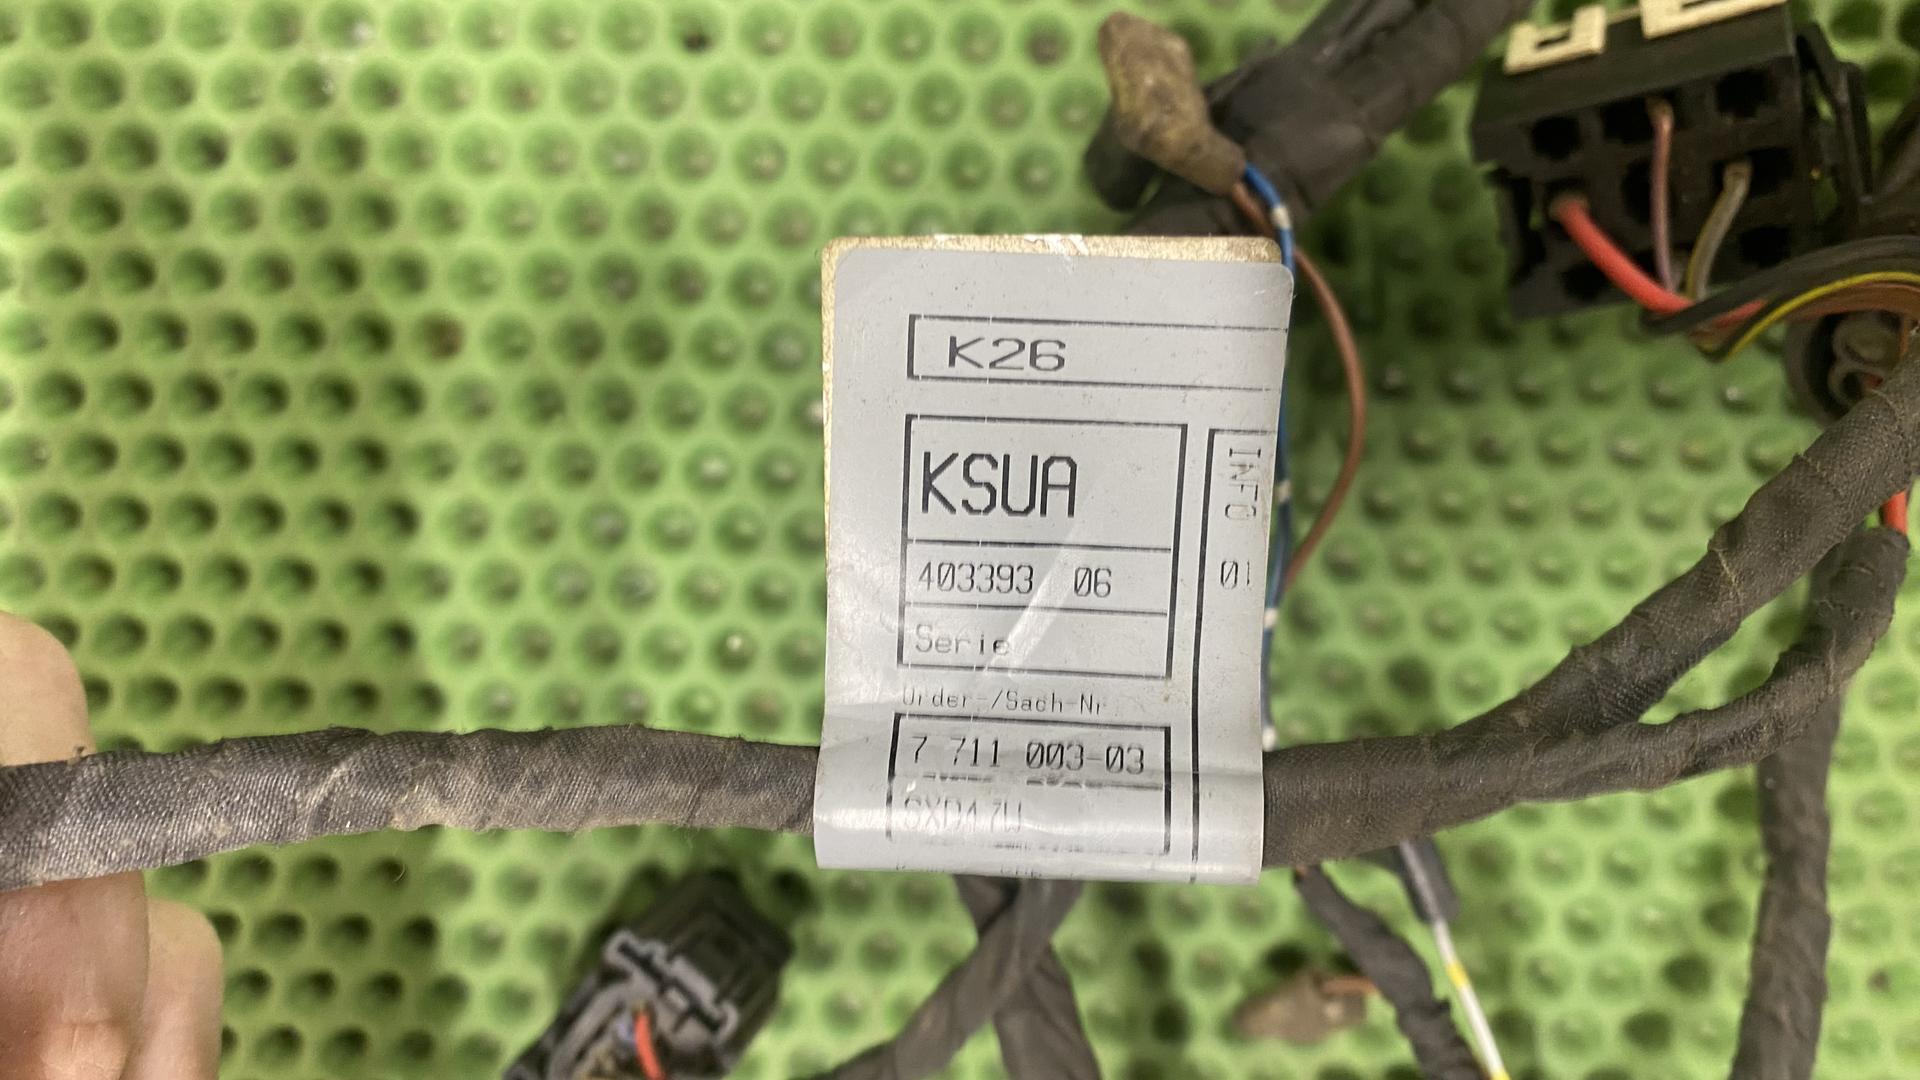 K26
KSUA
INFO 01
403393 06
Serie
Order-/Sach-Nr
7 711 003-03